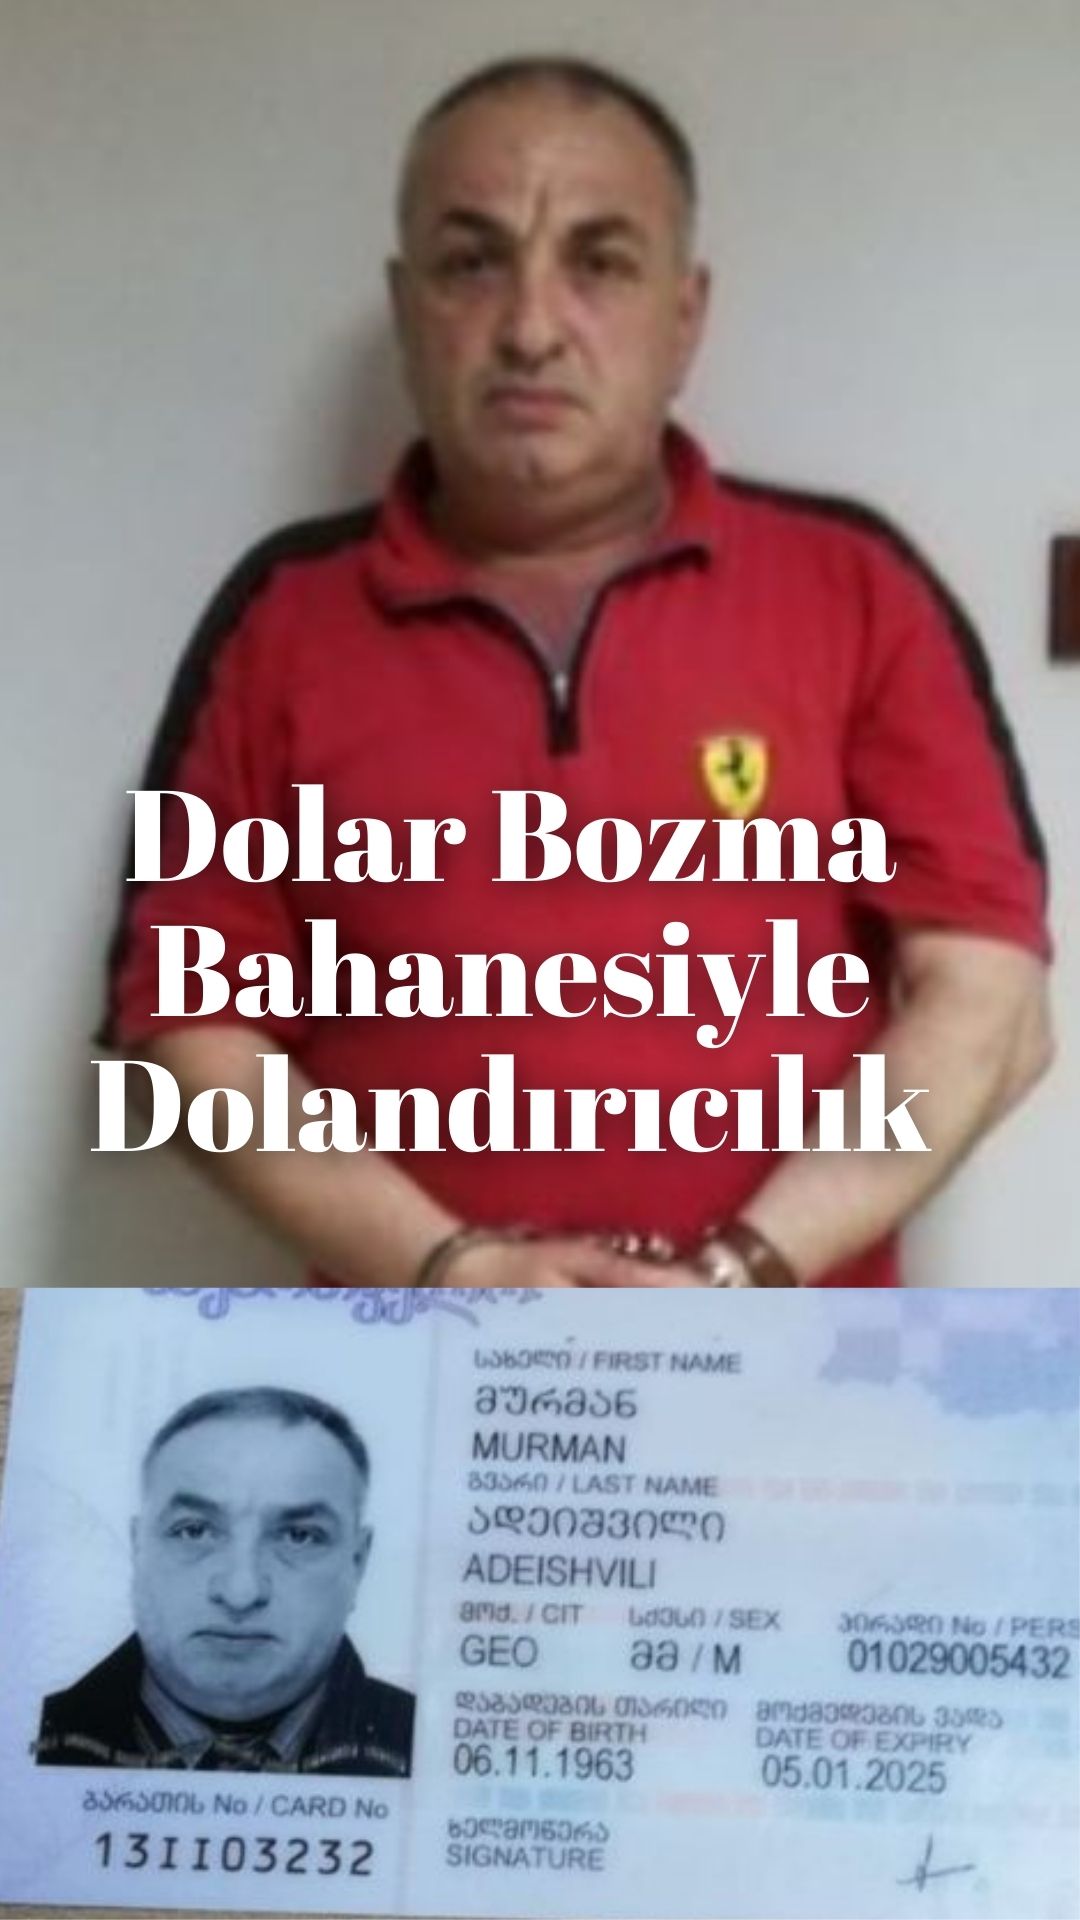 Dolar Bozma
Bahanesiyle
Dolandırıcılık
სახელი / FIRST NAME
მურმან
MURMAN
გვარი / LAST NAME
ადეიშვილი
ADEISHVILI
მოქ. / CIT სქესი / SEX პირადი No / PERS
GEO მამ / M 01029005432
დაბადების თარიღი მოქმედების ვადა
DATE OF BIRTH DATE OF EXPIRY
06.11.1963 05.01.2025
ბარათის No / CARD No
13II03232
ხელმოწერა
SIGNATURE